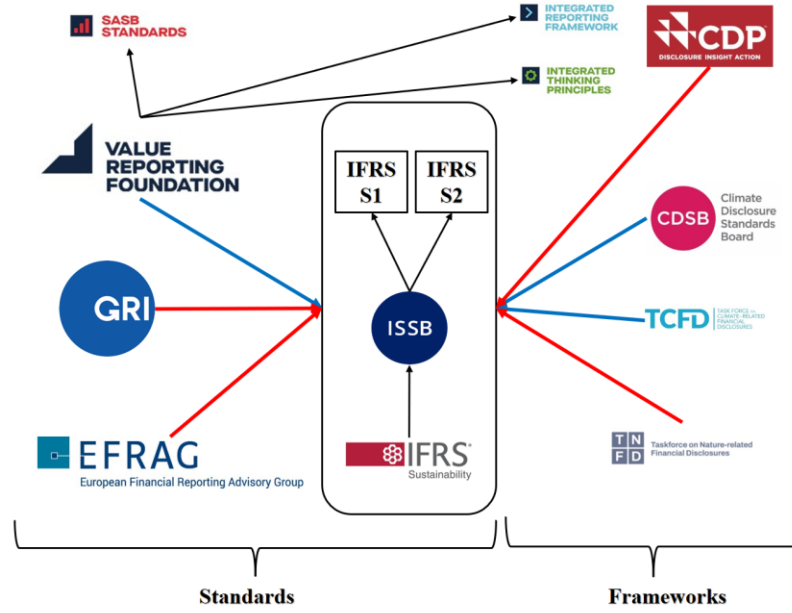 SASB
STANDARDS
INTEGRATED
REPORTING
FRAMEWORK
CDP
DISCLOSURE INSIGHT ACTION
INTEGRATED
THINKING
PRINCIPLES
VALUE
REPORTING
FOUNDATION
IFRS
S1
IFRS
S2
CDSB
Climate
Disclosure
Standards
Board
GRI
ISSB
TCFD
TASK FORCE ON
CLIMATE-RELATED
FINANCIAL
DISCLOSURES
EFRAG
European Financial Reporting Advisory Group
IFRS®
Sustainability
TN
FD
Taskforce on Nature-related
Financial Disclosures
Standards
Frameworks